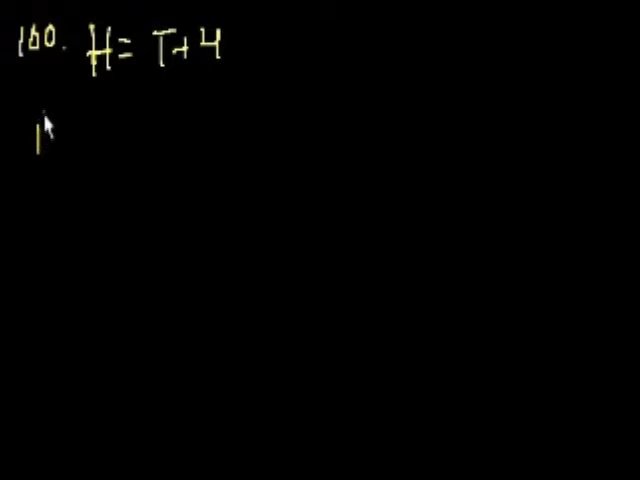 100. H = T + 4